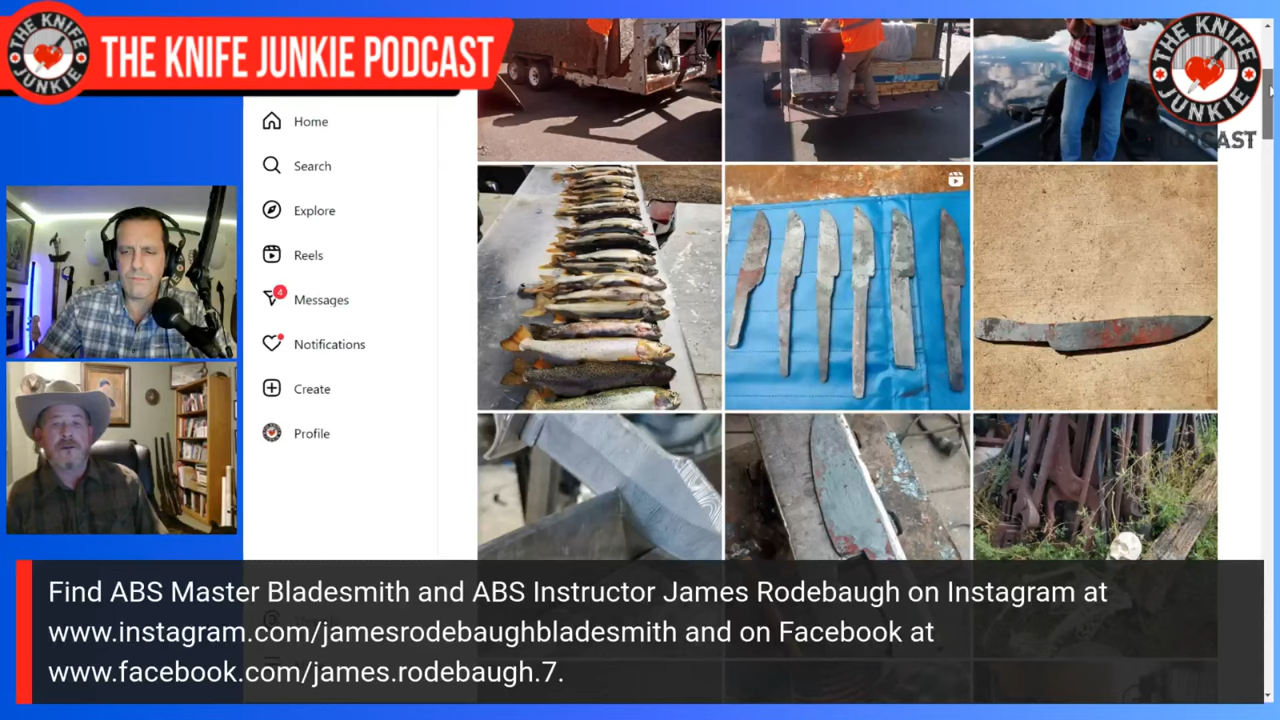 THE KNIFE JUNKIE
THE KNIFE JUNKIE PODCAST
THE KNIFE JUNKIE
PODCAST
Home
Search
Explore
Reels
4
Messages
Notifications
Create
Profile
Find ABS Master Bladesmith and ABS Instructor James Rodebaugh on Instagram at
www.instagram.com/jamesrodebaughbladesmith and on Facebook at
www.facebook.com/james.rodebaugh.7.